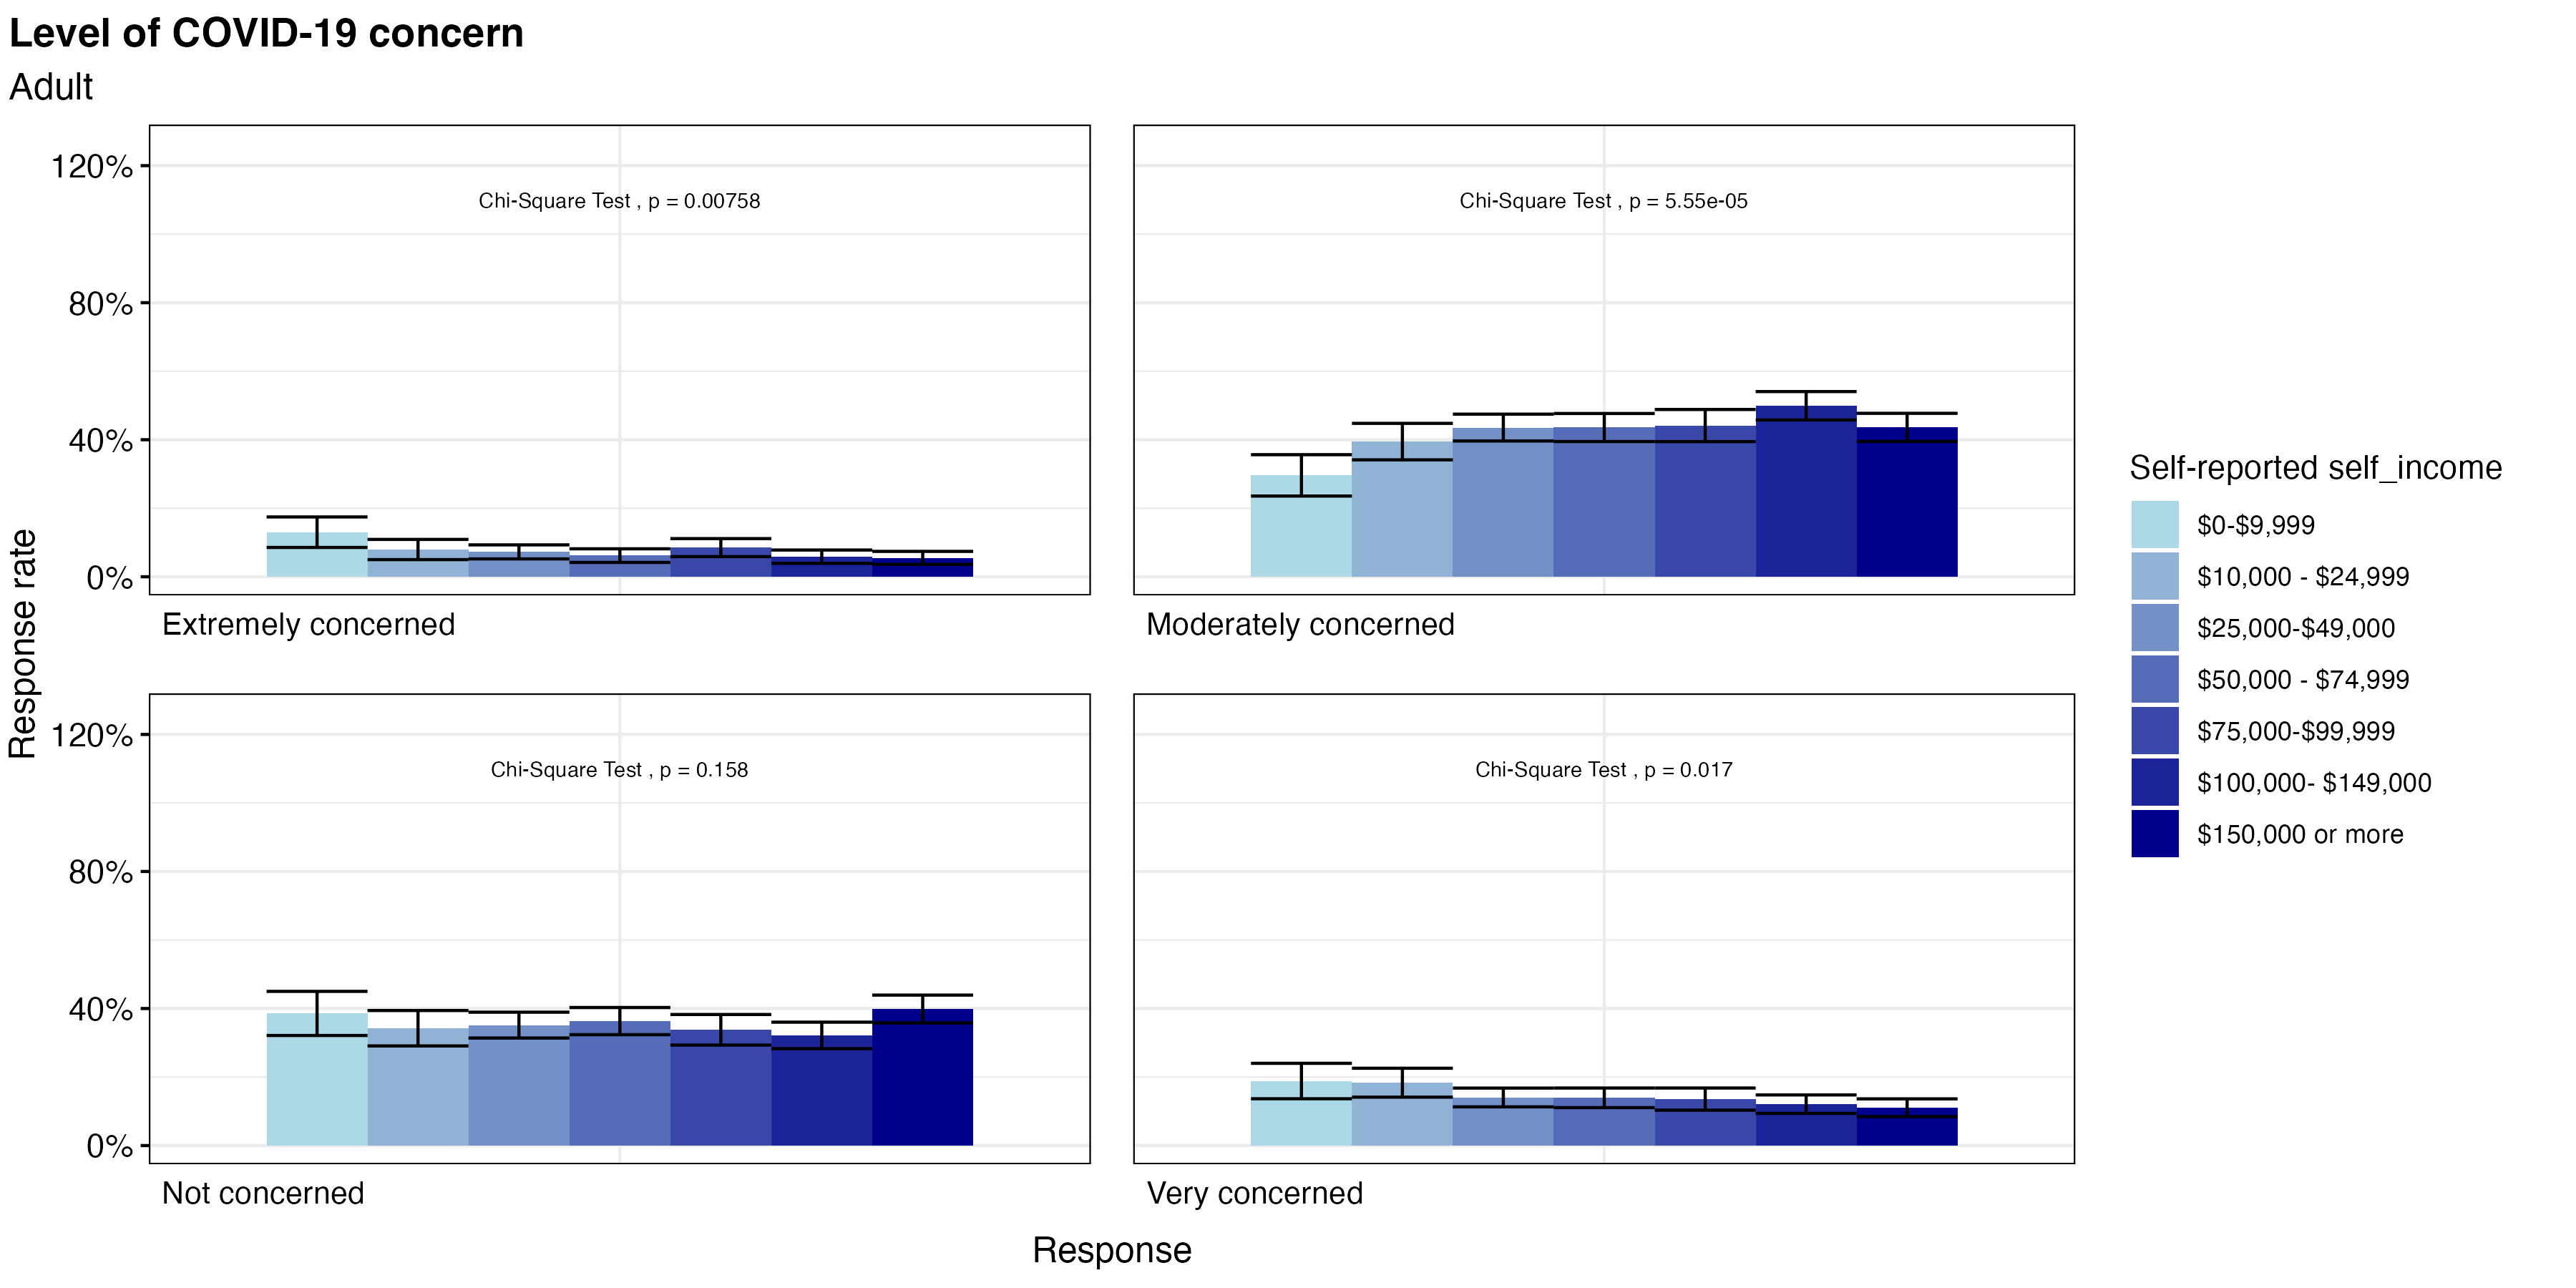 Level of COVID-19 concern
Adult
120%
80%
40%
0%
Chi-Square Test , p = 0.00758
Extremely concerned
Chi-Square Test , p = 5.55e-05
Moderately concerned
Response rate
120%
80%
40%
0%
Chi-Square Test , p = 0.158
Not concerned
Chi-Square Test , p = 0.017
Very concerned
Response
Self-reported self_income
$0-$9,999
$10,000 - $24,999
$25,000-$49,000
$50,000 - $74,999
$75,000-$99,999
$100,000- $149,000
$150,000 or more